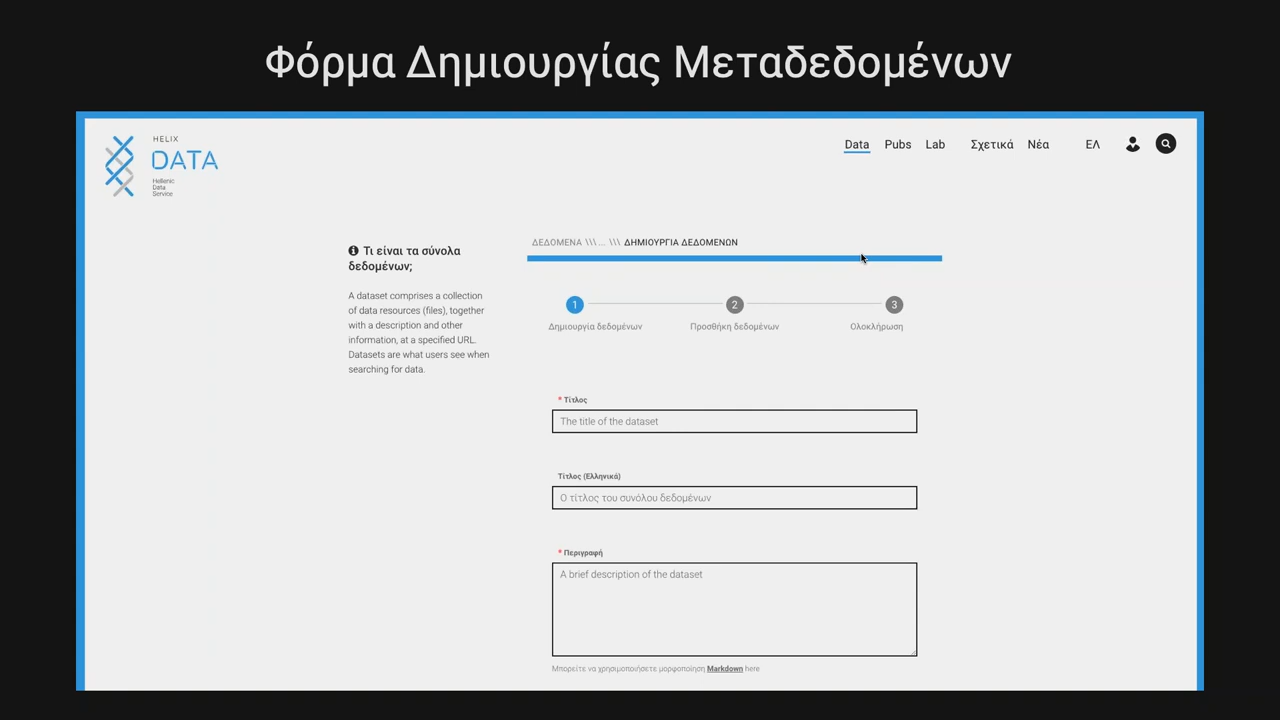 Φόρμα Δημιουργίας Μεταδεδομένων
HELIX
DATA
Hellenic
Data
Service
Data Pubs Lab Σχετικά Νέα ΕΛ
Τι είναι τα σύνολα
δεδομένων;
A dataset comprises a collection
of data resources (files), together
with a description and other
information, at a specified URL.
Datasets are what users see when
searching for data.
ΔΕΔΟΜΕΝΑ \\\ ... \\\ ΔΗΜΙΟΥΡΓΙΑ ΔΕΔΟΜΕΝΩΝ
1 2 3
Δημιουργία δεδομένων Προσθήκη δεδομένων Ολοκλήρωση
* Τίτλος
The title of the dataset
Τίτλος (Ελληνικά)
Ο τίτλος του συνόλου δεδομένων
* Περιγραφή
A brief description of the dataset
Μπορείτε να χρησιμοποιήσετε μορφοποίηση Markdown here